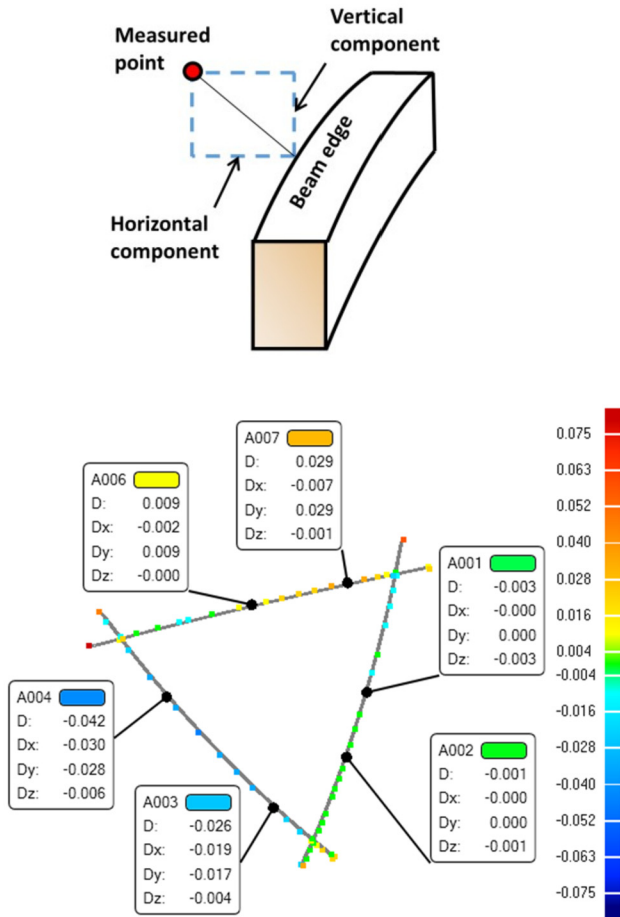 Measured
point
Vertical
component
Beam edge
Horizontal
component
A007
D: 0.029
Dx: -0.007
Dy: 0.029
Dz: -0.001
A006
D: 0.009
Dx: -0.002
Dy: 0.009
Dz: -0.000
A001
D: -0.003
Dx: -0.000
Dy: 0.000
Dz: -0.003
A004
D: -0.042
Dx: -0.030
Dy: -0.028
Dz: -0.006
A002
D: -0.001
Dx: -0.000
Dy: 0.000
Dz: -0.001
A003
D: -0.026
Dx: -0.019
Dy: -0.017
Dz: -0.004
0.075
0.063
0.052
0.040
0.028
0.016
0.004
-0.004
-0.016
-0.028
-0.040
-0.052
-0.063
-0.075